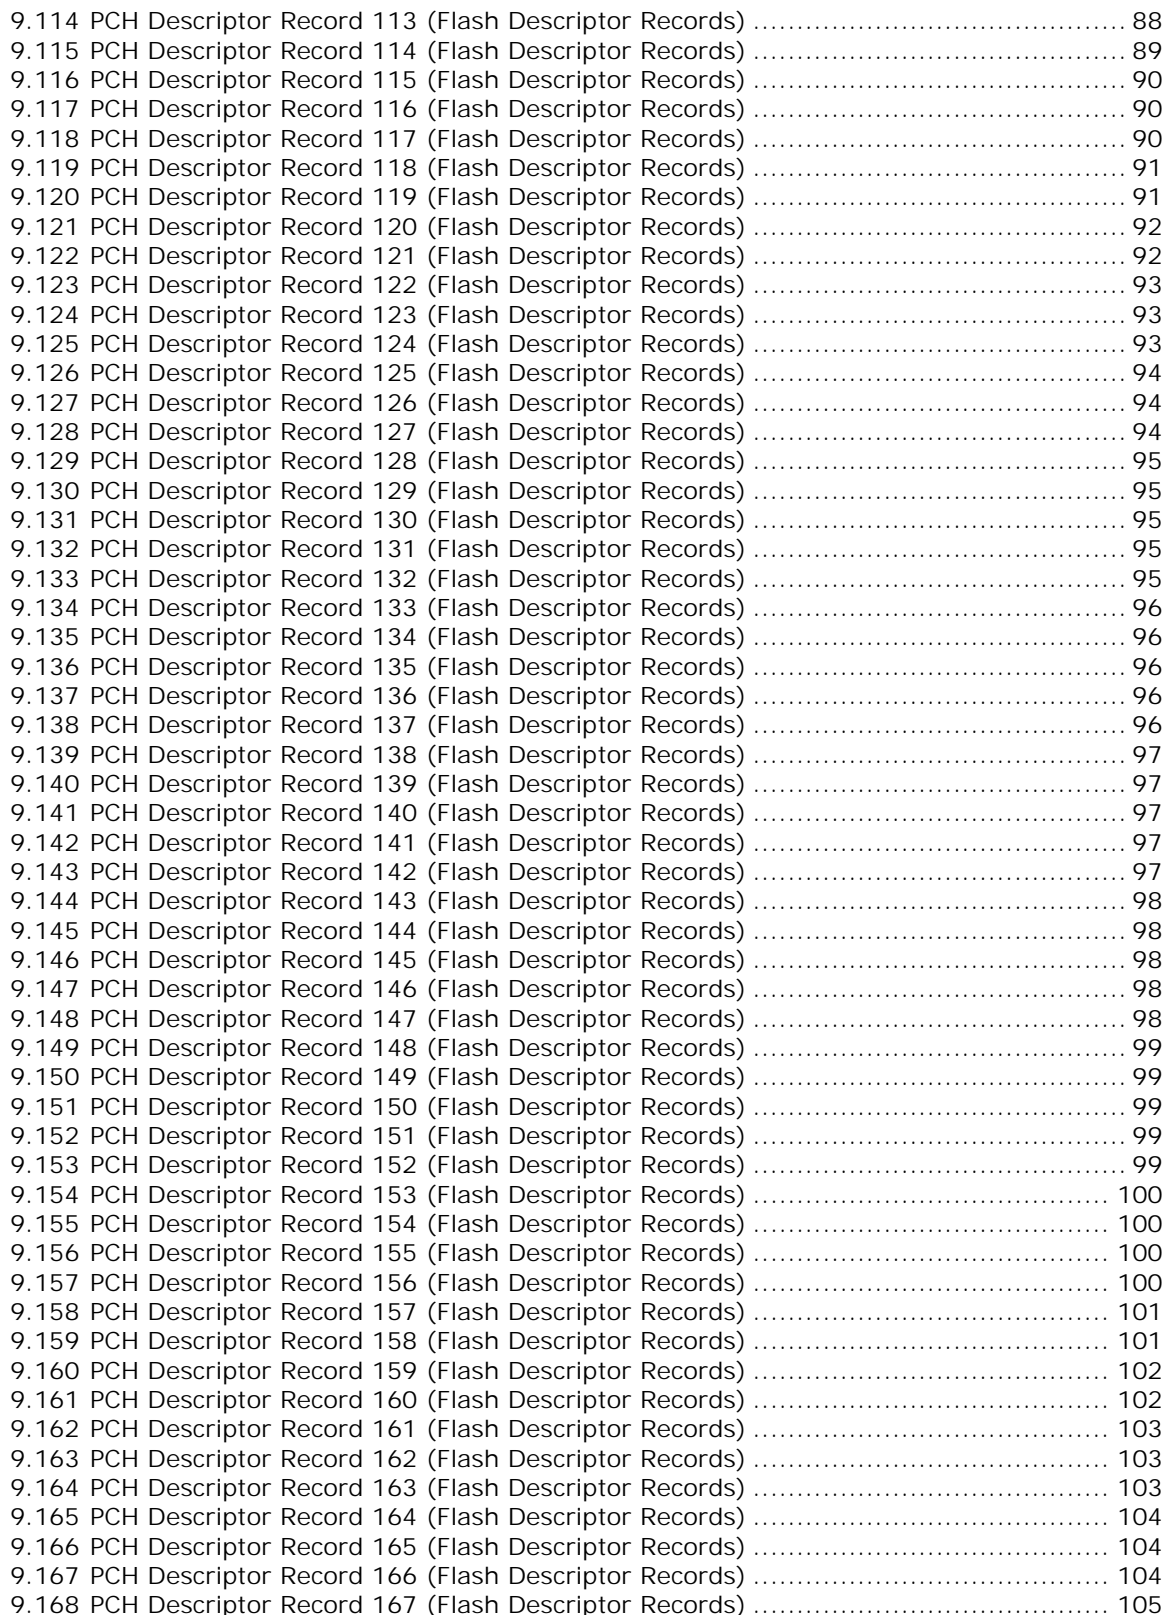 9.114 PCH Descriptor Record 113 (Flash Descriptor Records) ............................................ 88
9.115 PCH Descriptor Record 114 (Flash Descriptor Records) ............................................ 89
9.116 PCH Descriptor Record 115 (Flash Descriptor Records) ............................................ 90
9.117 PCH Descriptor Record 116 (Flash Descriptor Records) ............................................ 90
9.118 PCH Descriptor Record 117 (Flash Descriptor Records) ............................................ 90
9.119 PCH Descriptor Record 118 (Flash Descriptor Records) ............................................ 91
9.120 PCH Descriptor Record 119 (Flash Descriptor Records) ............................................ 91
9.121 PCH Descriptor Record 120 (Flash Descriptor Records) ............................................ 92
9.122 PCH Descriptor Record 121 (Flash Descriptor Records) ............................................ 92
9.123 PCH Descriptor Record 122 (Flash Descriptor Records) ............................................ 93
9.124 PCH Descriptor Record 123 (Flash Descriptor Records) ............................................ 93
9.125 PCH Descriptor Record 124 (Flash Descriptor Records) ............................................ 93
9.126 PCH Descriptor Record 125 (Flash Descriptor Records) ............................................ 94
9.127 PCH Descriptor Record 126 (Flash Descriptor Records) ............................................ 94
9.128 PCH Descriptor Record 127 (Flash Descriptor Records) ............................................ 94
9.129 PCH Descriptor Record 128 (Flash Descriptor Records) ............................................ 95
9.130 PCH Descriptor Record 129 (Flash Descriptor Records) ............................................ 95
9.131 PCH Descriptor Record 130 (Flash Descriptor Records) ............................................ 95
9.132 PCH Descriptor Record 131 (Flash Descriptor Records) ............................................ 95
9.133 PCH Descriptor Record 132 (Flash Descriptor Records) ............................................ 95
9.134 PCH Descriptor Record 133 (Flash Descriptor Records) ............................................ 96
9.135 PCH Descriptor Record 134 (Flash Descriptor Records) ............................................ 96
9.136 PCH Descriptor Record 135 (Flash Descriptor Records) ............................................ 96
9.137 PCH Descriptor Record 136 (Flash Descriptor Records) ............................................ 96
9.138 PCH Descriptor Record 137 (Flash Descriptor Records) ............................................ 96
9.139 PCH Descriptor Record 138 (Flash Descriptor Records) ............................................ 97
9.140 PCH Descriptor Record 139 (Flash Descriptor Records) ............................................ 97
9.141 PCH Descriptor Record 140 (Flash Descriptor Records) ............................................ 97
9.142 PCH Descriptor Record 141 (Flash Descriptor Records) ............................................ 97
9.143 PCH Descriptor Record 142 (Flash Descriptor Records) ............................................ 97
9.144 PCH Descriptor Record 143 (Flash Descriptor Records) ............................................ 98
9.145 PCH Descriptor Record 144 (Flash Descriptor Records) ............................................ 98
9.146 PCH Descriptor Record 145 (Flash Descriptor Records) ............................................ 98
9.147 PCH Descriptor Record 146 (Flash Descriptor Records) ............................................ 98
9.148 PCH Descriptor Record 147 (Flash Descriptor Records) ............................................ 98
9.149 PCH Descriptor Record 148 (Flash Descriptor Records) ............................................ 99
9.150 PCH Descriptor Record 149 (Flash Descriptor Records) ............................................ 99
9.151 PCH Descriptor Record 150 (Flash Descriptor Records) ............................................ 99
9.152 PCH Descriptor Record 151 (Flash Descriptor Records) ............................................ 99
9.153 PCH Descriptor Record 152 (Flash Descriptor Records) ............................................ 99
9.154 PCH Descriptor Record 153 (Flash Descriptor Records) .......................................... 100
9.155 PCH Descriptor Record 154 (Flash Descriptor Records) .......................................... 100
9.156 PCH Descriptor Record 155 (Flash Descriptor Records) .......................................... 100
9.157 PCH Descriptor Record 156 (Flash Descriptor Records) .......................................... 100
9.158 PCH Descriptor Record 157 (Flash Descriptor Records) .......................................... 101
9.159 PCH Descriptor Record 158 (Flash Descriptor Records) .......................................... 101
9.160 PCH Descriptor Record 159 (Flash Descriptor Records) .......................................... 102
9.161 PCH Descriptor Record 160 (Flash Descriptor Records) .......................................... 102
9.162 PCH Descriptor Record 161 (Flash Descriptor Records) .......................................... 103
9.163 PCH Descriptor Record 162 (Flash Descriptor Records) .......................................... 103
9.164 PCH Descriptor Record 163 (Flash Descriptor Records) .......................................... 103
9.165 PCH Descriptor Record 164 (Flash Descriptor Records) .......................................... 104
9.166 PCH Descriptor Record 165 (Flash Descriptor Records) .......................................... 104
9.167 PCH Descriptor Record 166 (Flash Descriptor Records) .......................................... 104
9.168 PCH Descriptor Record 167 (Flash Descriptor Records) .......................................... 105